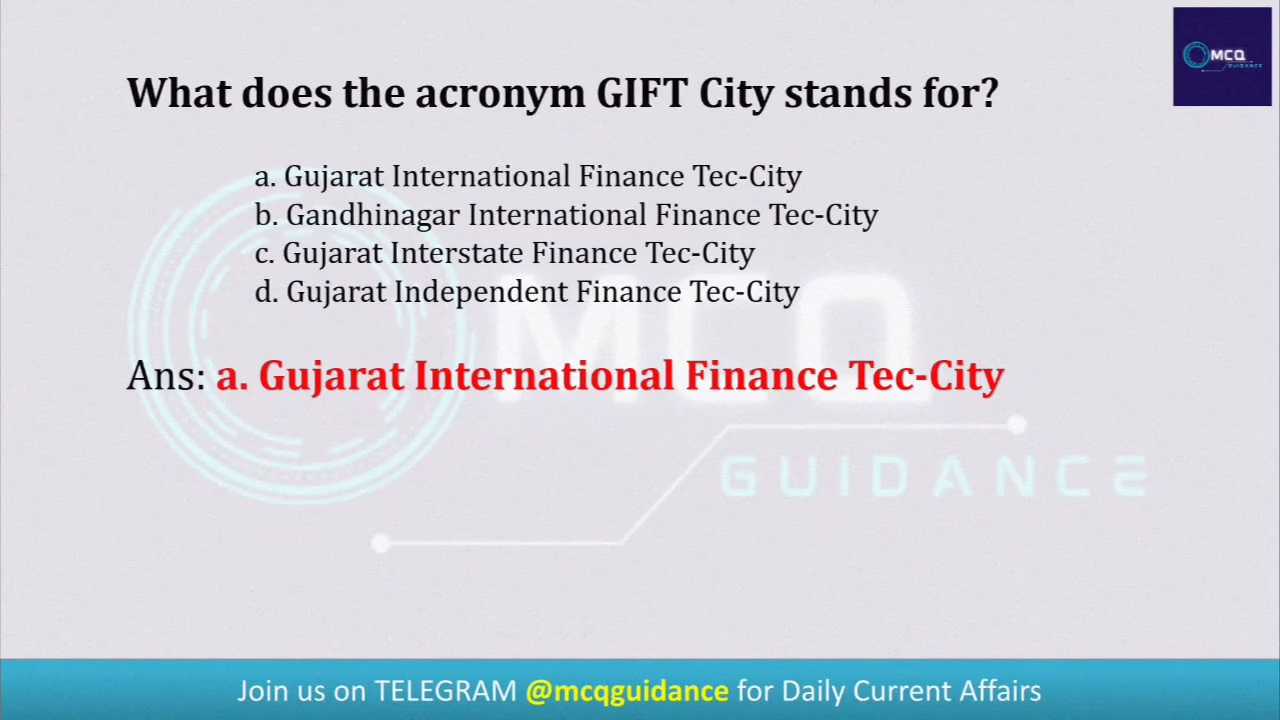 MCQ
GUIDANCE
What does the acronym GIFT City stands for?
a. Gujarat International Finance Tec-City
b. Gandhinagar International Finance Tec-City
c. Gujarat Interstate Finance Tec-City
d. Gujarat Independent Finance Tec-City
Ans: a. Gujarat International Finance Tec-City
MCQ
GUIDANCE
Join us on TELEGRAM @mcqguidance for Daily Current Affairs